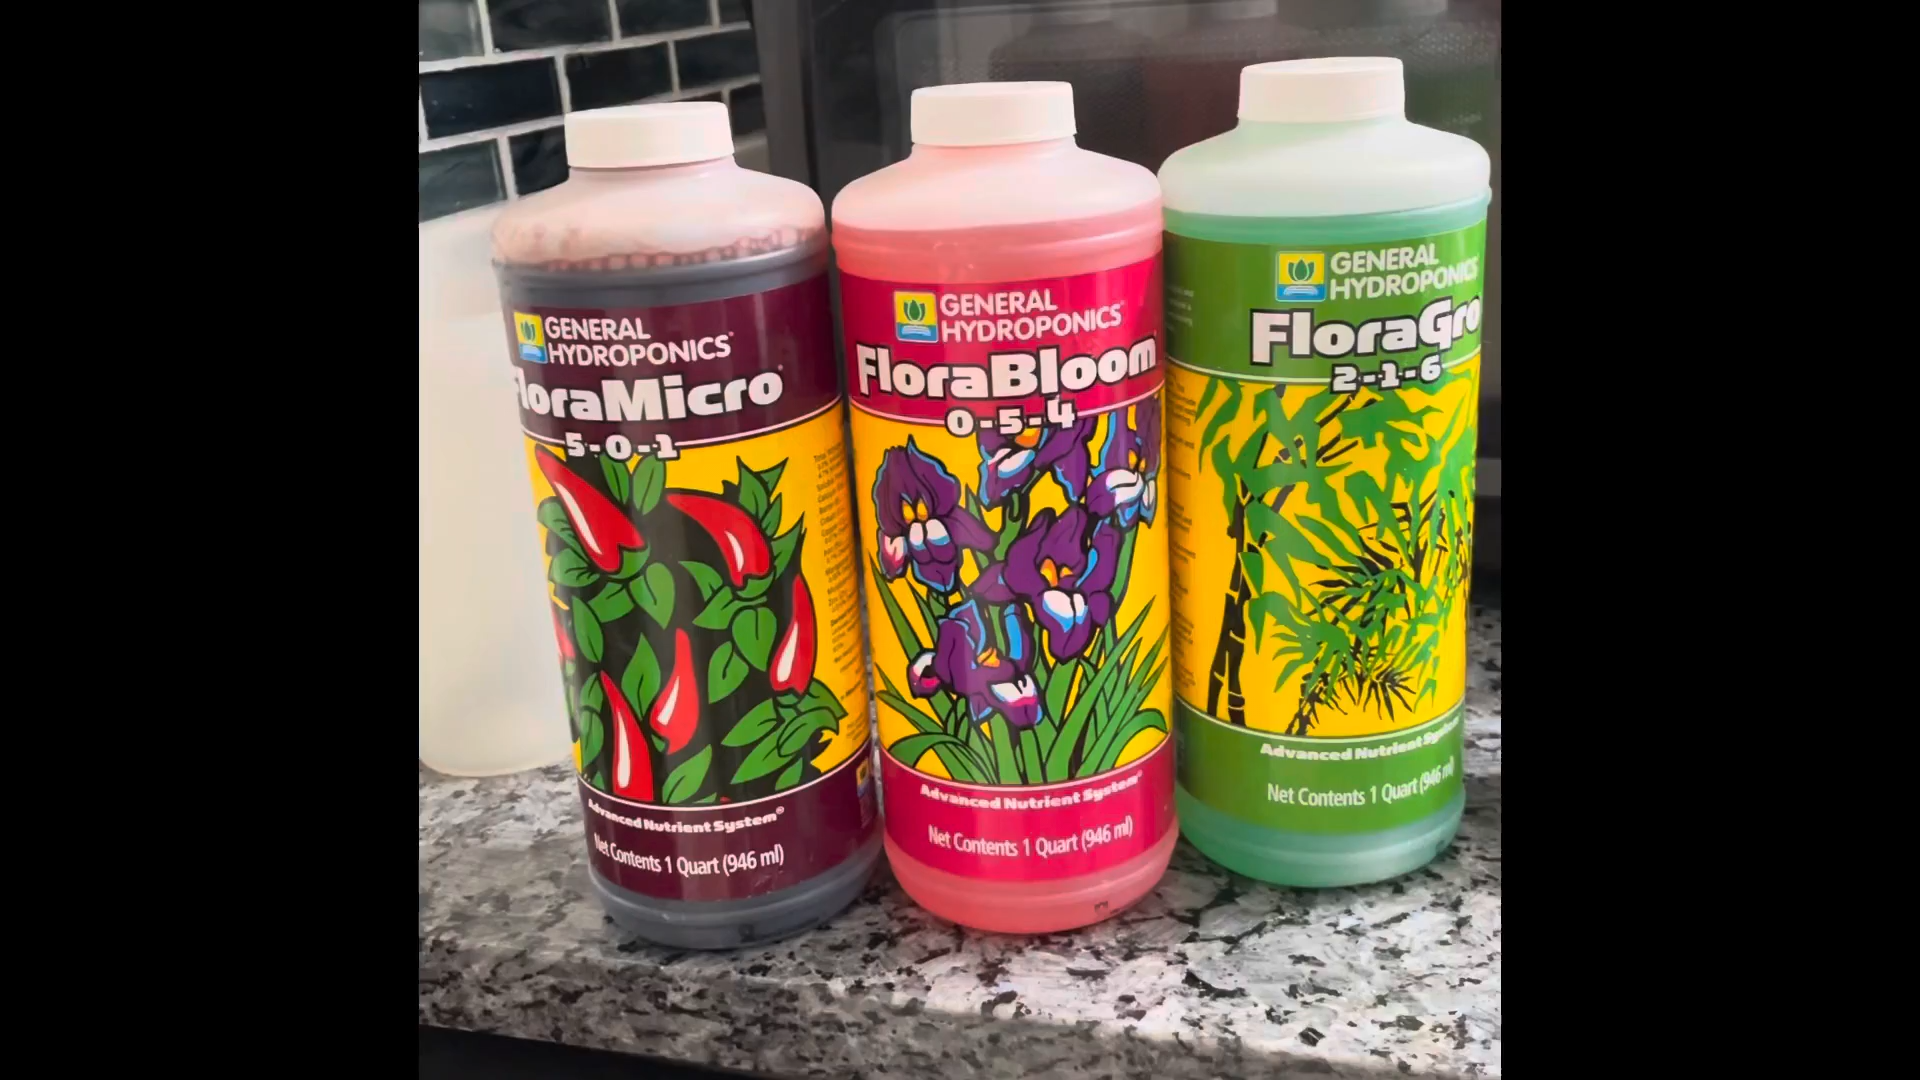 GENERAL
HYDROPONICS
FloraMicro
5-0-1
Advanced Nutrient System®
Net Contents 1 Quart (946 ml)
GENERAL
HYDROPONICS
FloraBloom
0-5-4
Advanced Nutrient System®
Net Contents 1 Quart (946 ml)
GENERAL
HYDROPONICS
FloraGro
2-1-6
Advanced Nutrient System
Net Contents 1 Quart (946 ml)